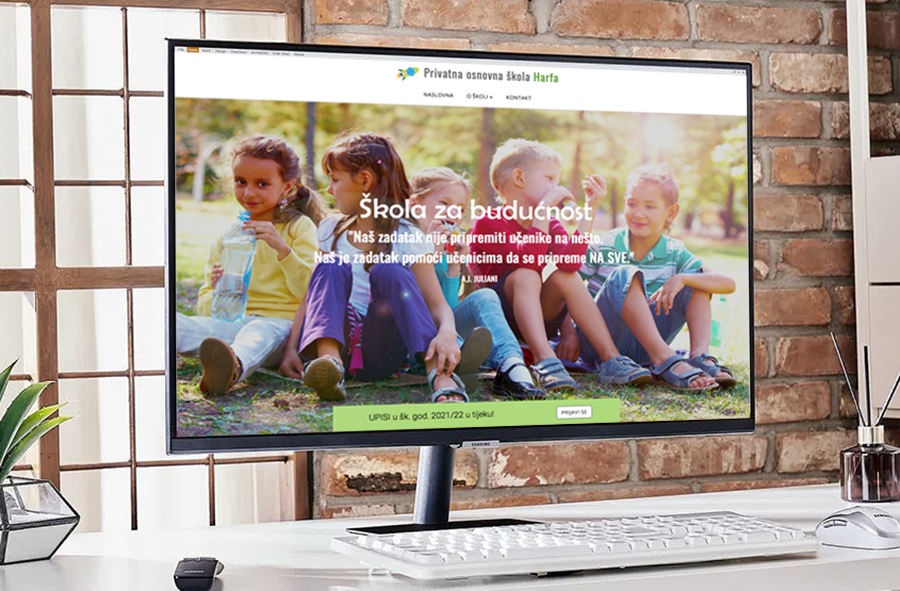 Privatna osnovna škola Harfa
NASLOVNA O ŠKOLI KONTAKT
Škola za budućnost
"Naš zadatak nije pripremiti učenike na nešto.
Naš je zadatak pomoći učenicima da se pripreme NA SVE."
A.J. JULIANI
UPISI u šk. god. 2021/22 u tijeku! PRIJAVI SE
SAMSUNG